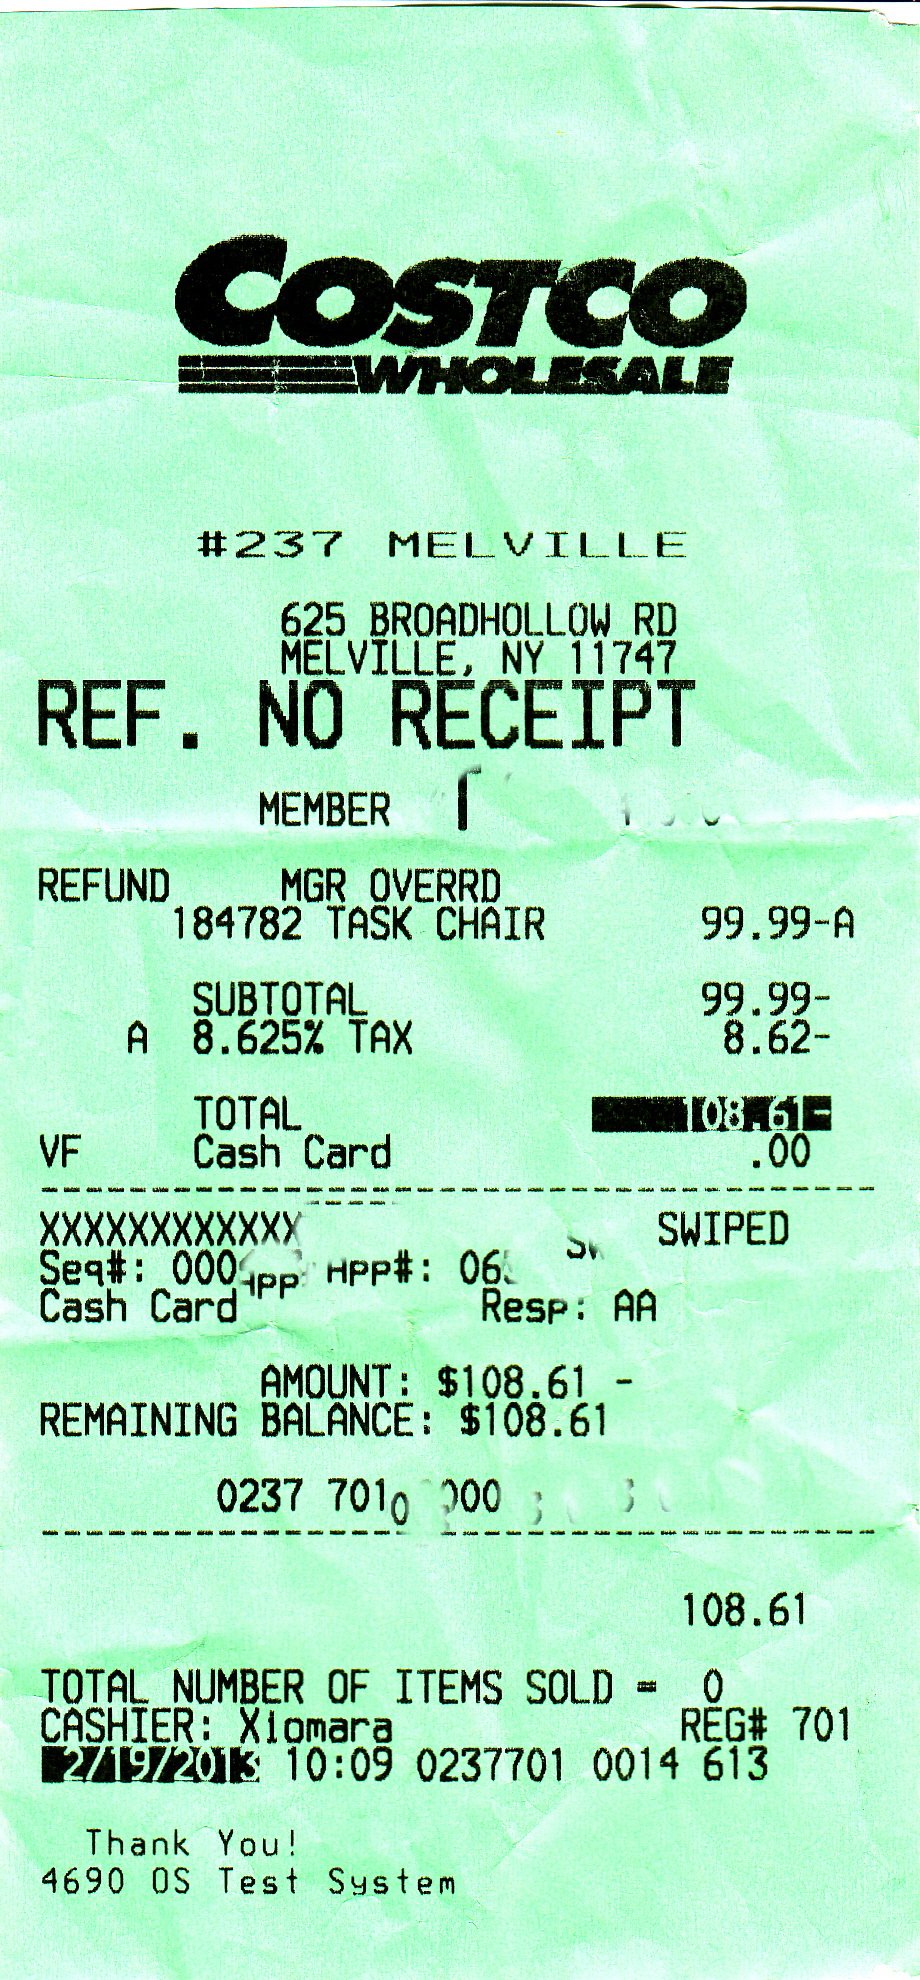 COSTCO
WHOLESALE
#237 MELVILLE
625 BROADHOLLOW RD
MELVILLE, NY 11747
REF. NO RECEIPT
MEMBER
REFUND MGR OVERRD
184782 TASK CHAIR 99.99-A
SUBTOTAL 99.99-
A 8.625% TAX 8.62-
TOTAL 108.61-
VF Cash Card .00
XXXXXXXXXXXX SWIPED
Seq#: 000 App#: 06
Cash Card Resp: AA
AMOUNT: $108.61 -
REMAINING BALANCE: $108.61
0237 701 000
108.61
TOTAL NUMBER OF ITEMS SOLD = 0
CASHIER: Xiomara REG# 701
2/19/2013 10:09 0237701 0014 613
Thank You!
4690 OS Test System